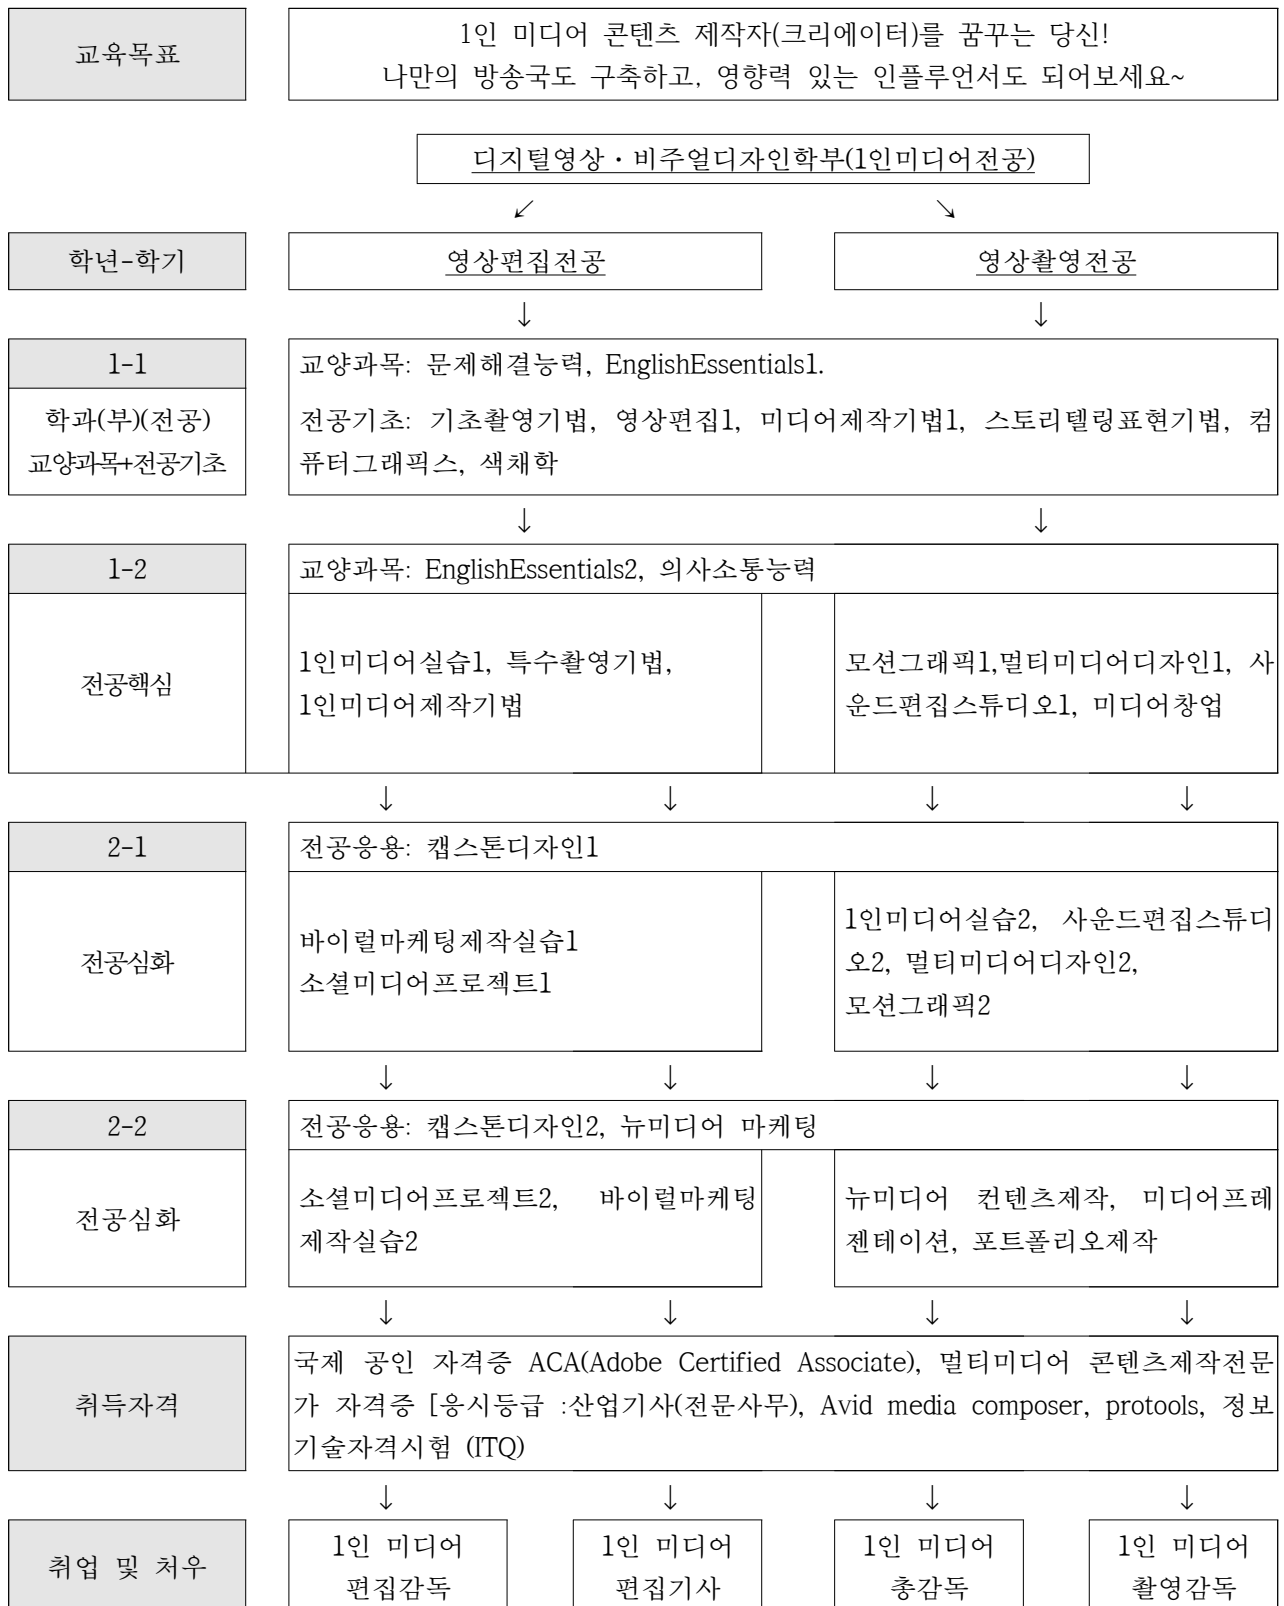 교육목표
1인 미디어 콘텐츠 제작자(크리에이터)를 꿈꾸는 당신!
나만의 방송국도 구축하고, 영향력 있는 인플루언서도 되어보세요~
디지털영상・비주얼디자인학부(1인미디어전공)
↙ ↘
학년-학기
영상편집전공
영상촬영전공
↓ ↓
1-1
학과(부)(전공)
교양과목+전공기초
교양과목: 문제해결능력, EnglishEssentials1.
전공기초: 기초촬영기법, 영상편집1, 미디어제작기법1, 스토리텔링표현기법, 컴
퓨터그래픽스, 색채학
↓ ↓
1-2
교양과목: EnglishEssentials2, 의사소통능력
전공핵심
1인미디어실습1, 특수촬영기법,
1인미디어제작기법
모션그래픽1,멀티미디어디자인1, 사
운드편집스튜디오1, 미디어창업
↓ ↓ ↓ ↓
2-1
전공응용: 캡스톤디자인1
전공심화
바이럴마케팅제작실습1
소셜미디어프로젝트1
1인미디어실습2, 사운드편집스튜디
오2, 멀티미디어디자인2,
모션그래픽2
↓ ↓ ↓ ↓
2-2
전공응용: 캡스톤디자인2, 뉴미디어 마케팅
전공심화
소셜미디어프로젝트2, 바이럴마케팅
제작실습2
뉴미디어 컨텐츠제작, 미디어프레
젠테이션, 포트폴리오제작
↓ ↓ ↓ ↓
취득자격
국제 공인 자격증 ACA(Adobe Certified Associate), 멀티미디어 콘텐츠제작전문
가 자격증 [응시등급 :산업기사(전문사무), Avid media composer, protools, 정보
기술자격시험 (ITQ)
↓ ↓ ↓ ↓
취업 및 처우
1인 미디어
편집감독
1인 미디어
편집기사
1인 미디어
총감독
1인 미디어
촬영감독